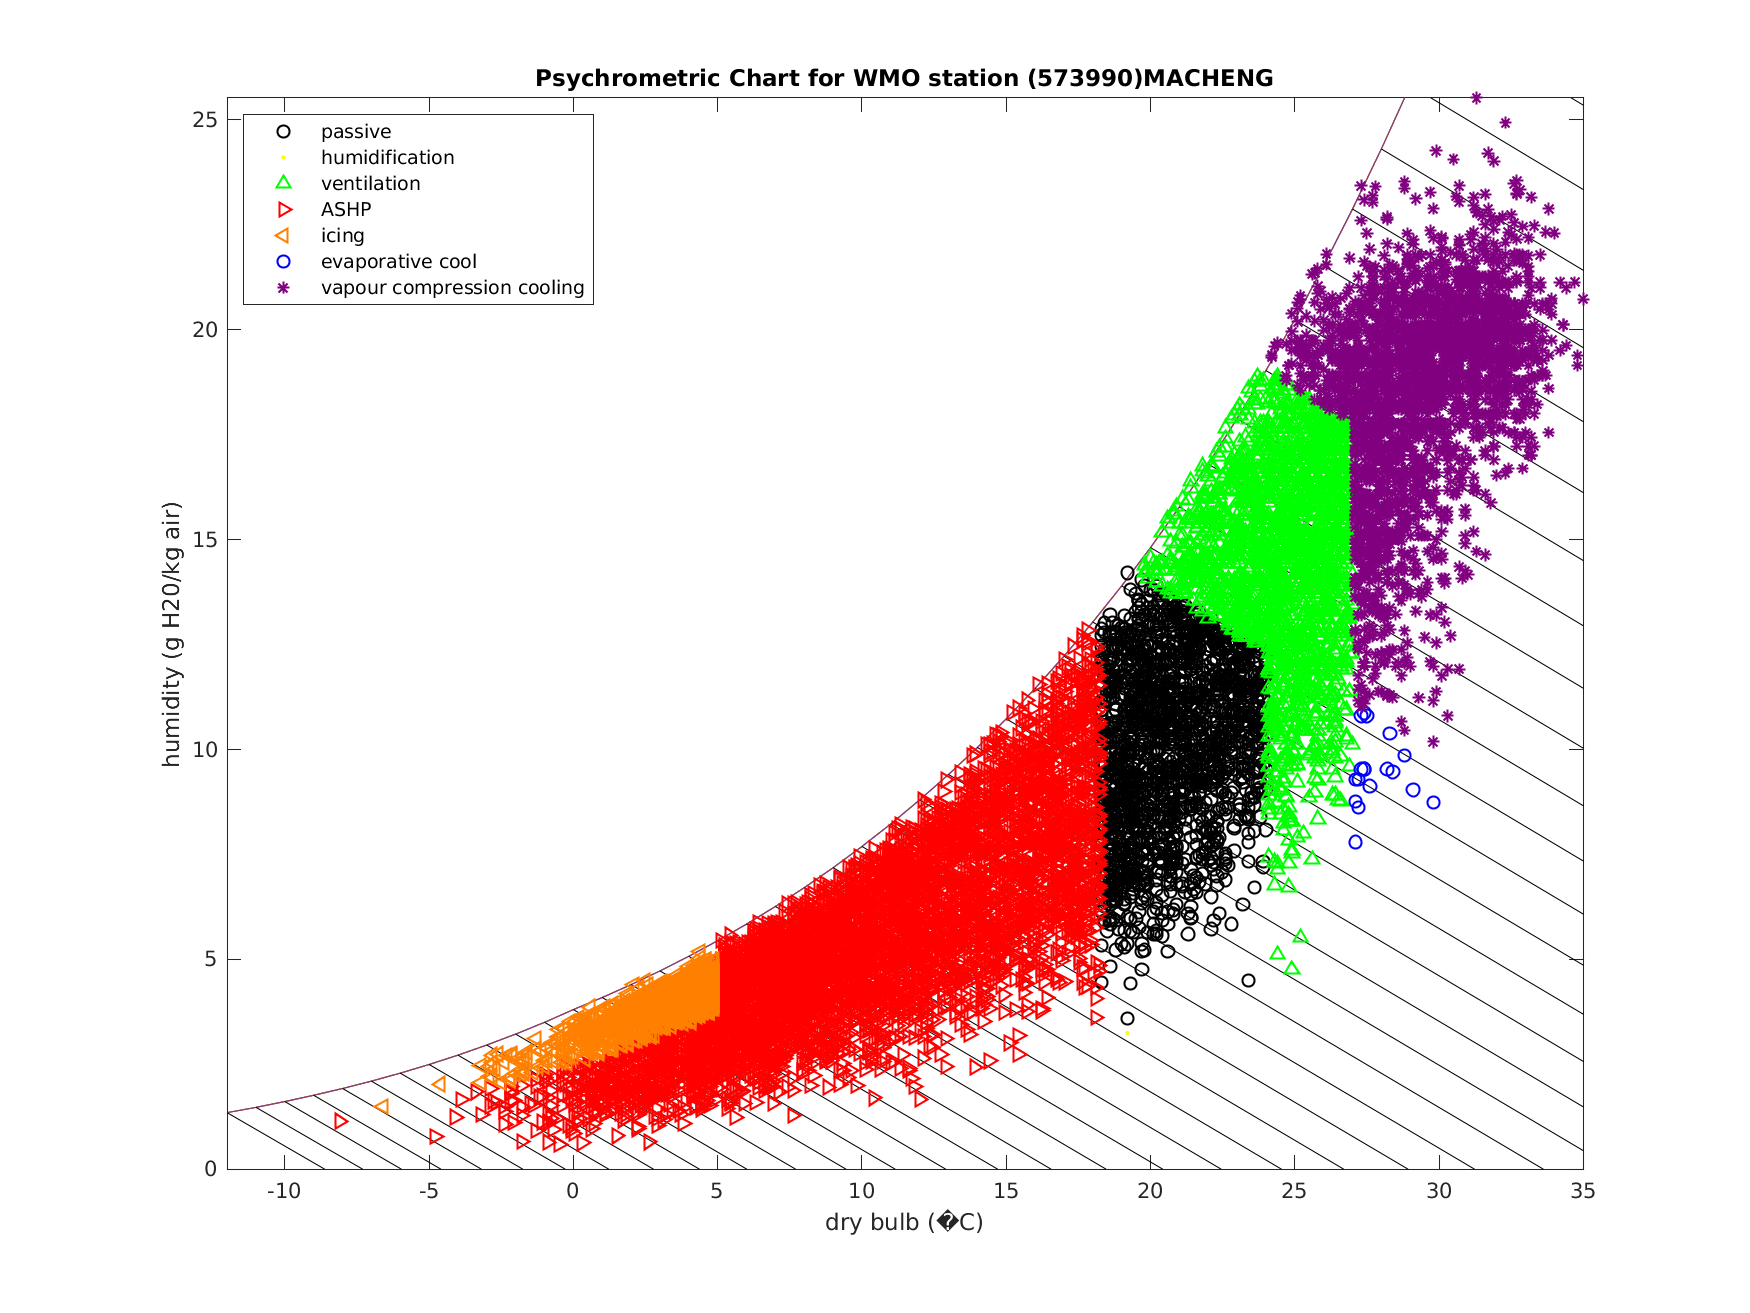 Psychrometric Chart for WMO station (573990)MACHENG
passive
humidification
ventilation
ASHP
icing
evaporative cool
vapour compression cooling
humidity (g H20/kg air)
25
20
15
10
5
0
-10 -5 0 5 10 15 20 25 30 35
dry bulb (�C)